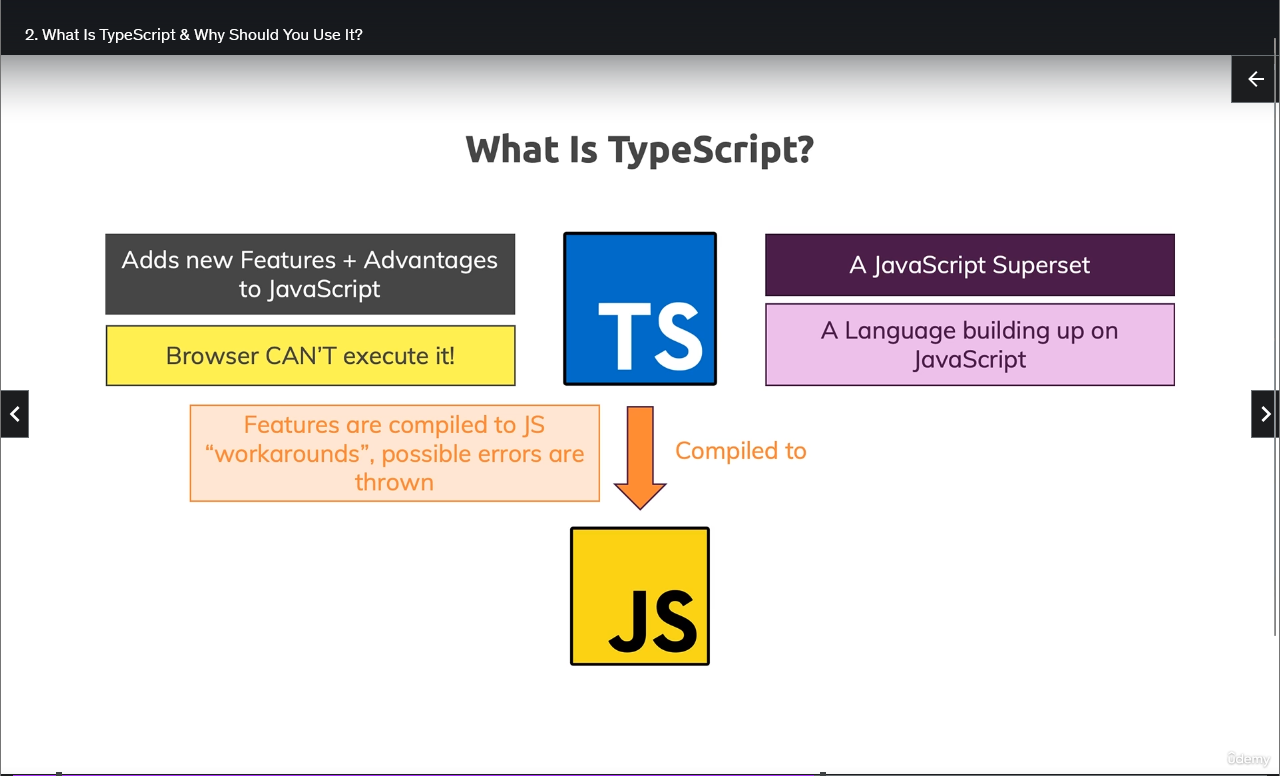 2. What Is TypeScript & Why Should You Use It?
What Is TypeScript?
Adds new Features + Advantages
to JavaScript
Browser CAN’T execute it!
TS
A JavaScript Superset
A Language building up on
JavaScript
Features are compiled to JS
“workarounds”, possible errors are
thrown
Compiled to
JS
ûdemy